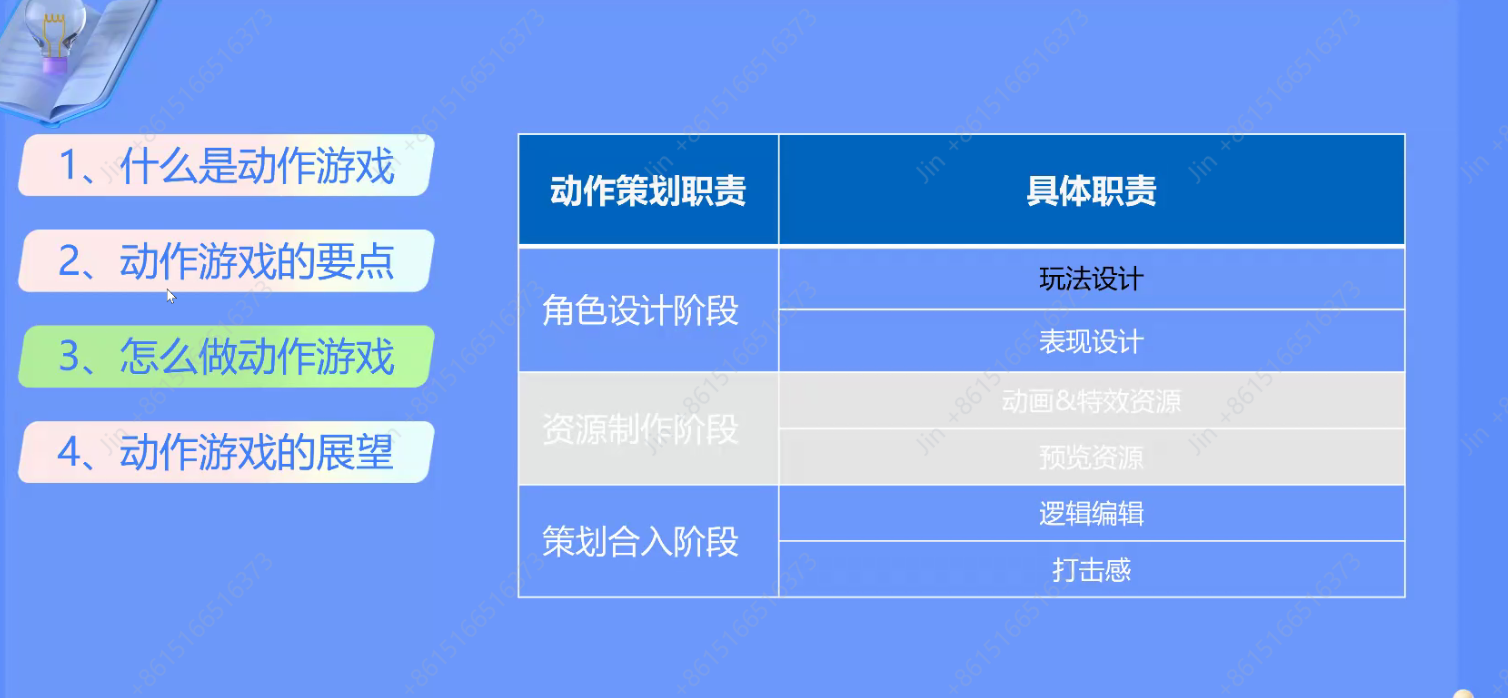 1、什么是动作游戏
2、动作游戏的要点
3、怎么做动作游戏
4、动作游戏的展望
动作策划职责 具体职责
角色设计阶段 玩法设计
表现设计
资源制作阶段 动画&特效资源
预览资源
策划合入阶段 逻辑编辑
打击感
Jin +8615166516373